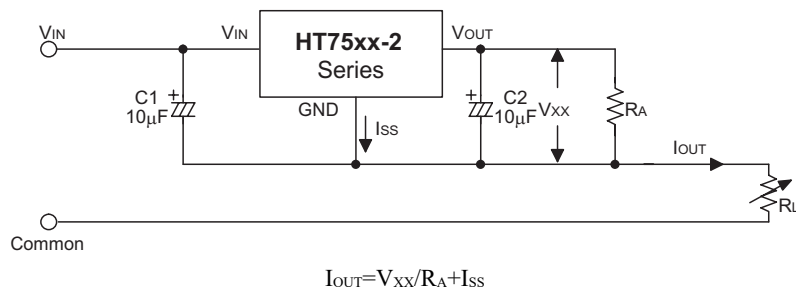 VIN
VIN
HT75xx-2
Series
VOUT
GND
C1
10μF
+
ISS
C2
10μF
+
VXX
RA
IOUT
RL
Common
IOUT=VXX/RA+ISS